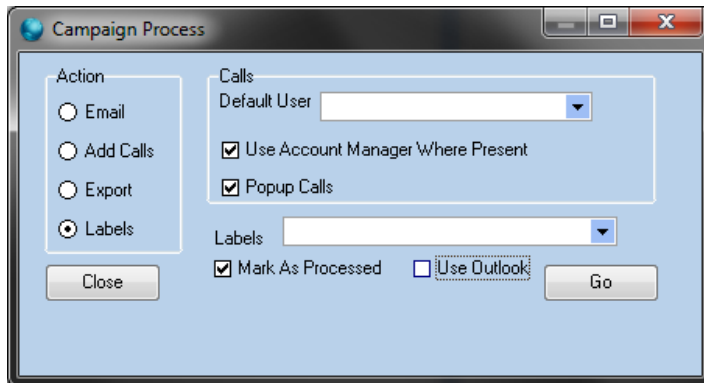 Campaign Process
Action
Email
Add Calls
Export
Labels
Close
Calls
Default User
Use Account Manager Where Present
Popup Calls
Labels
Mark As Processed
Use Outlook
Go